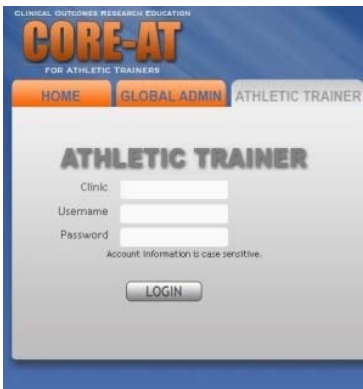 CLINICAL OUTCOMES RESEARCH EDUCATION
CORE-AT
FOR ATHLETIC TRAINERS
HOME GLOBAL ADMIN ATHLETIC TRAINER
ATHLETIC TRAINER
Clinic
Username
Password
Account Information is case sensitive.
LOGIN